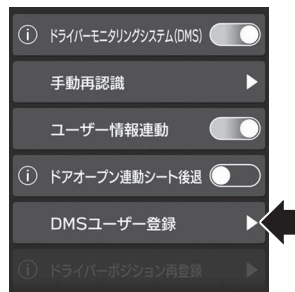 ドライバーモニタリングシステム(DMS)
手動再認識
ユーザー情報連動
ドアオープン連動シート後退
DMSユーザー登録
ドライバーポジション再登録